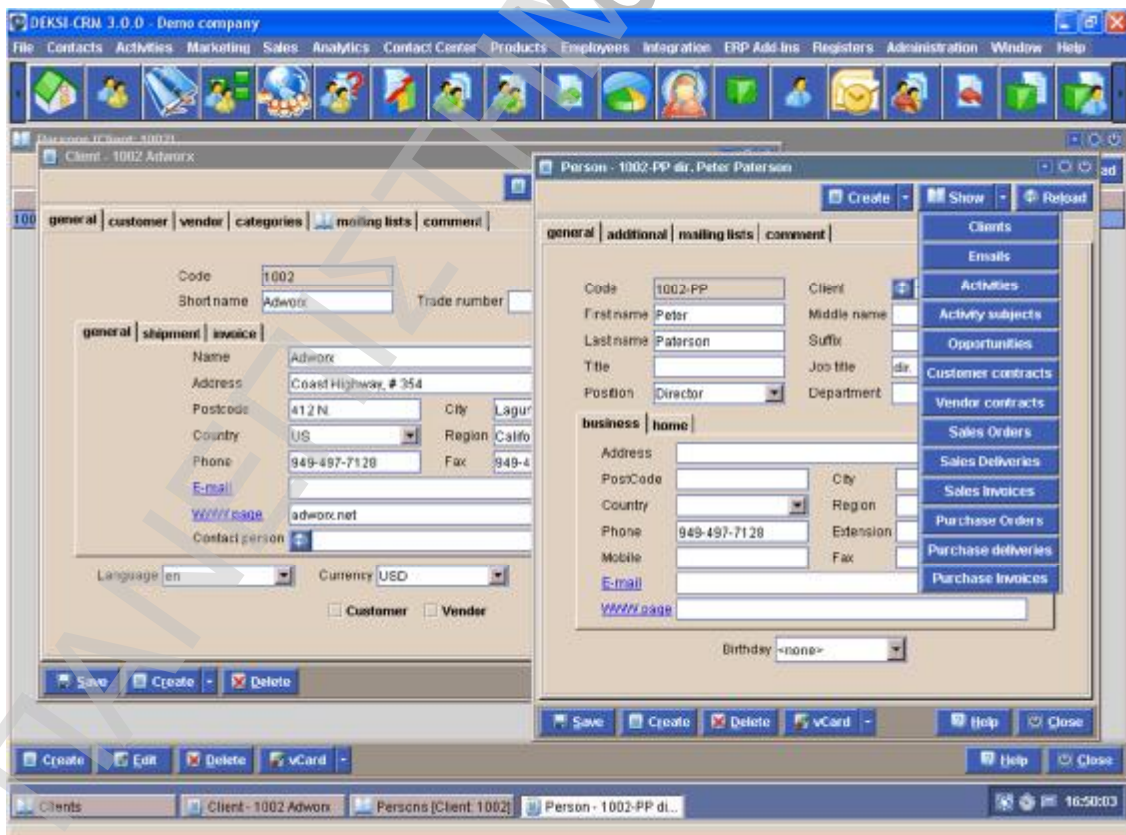 DEKSI-CRM 3.0.0 - Demo company
File Contacts Activities Marketing Sales Analytics Contact Center Products Employees Integration ERP Add-Ins Registers Administration Window Help
Persons [Client: 1002]
Client - 1002 Adworx
general customer vendor categories mailing lists comment
Code 1002
Short name Adworx Trade number
general shipment invoice
Name Adworx
Address Coast Highway, # 354
Postcode 412 N. City
Country US Region
Phone 949-497-7128 Fax
E-mail
WWW page adworx.net
Contact person
Language en Currency USD
Customer Vendor
Save Create Delete
Person - 1002-PP dir. Peter Paterson
Create Show Reload
general additional mailing lists comment
Code 1002-PP Client
First name Peter Middle name
Last name Paterson Suffix
Title Job title dir.
Position Director Department
business home
Address
PostCode City
Country Region
Phone 949-497-7128 Extension
Mobile Fax
E-mail
WWW page
Birthday <none>
Clients
Emails
Activities
Activity subjects
Opportunities
Customer contracts
Vendor contracts
Sales Orders
Sales Deliveries
Sales Invoices
Purchase Orders
Purchase deliveries
Purchase Invoices
Save Create Delete vCard Help Close
Create Edit Delete vCard Help Close
Clients Client - 1002 Adworx Persons [Client: 1002] Person - 1002-PP di... 16:50:03